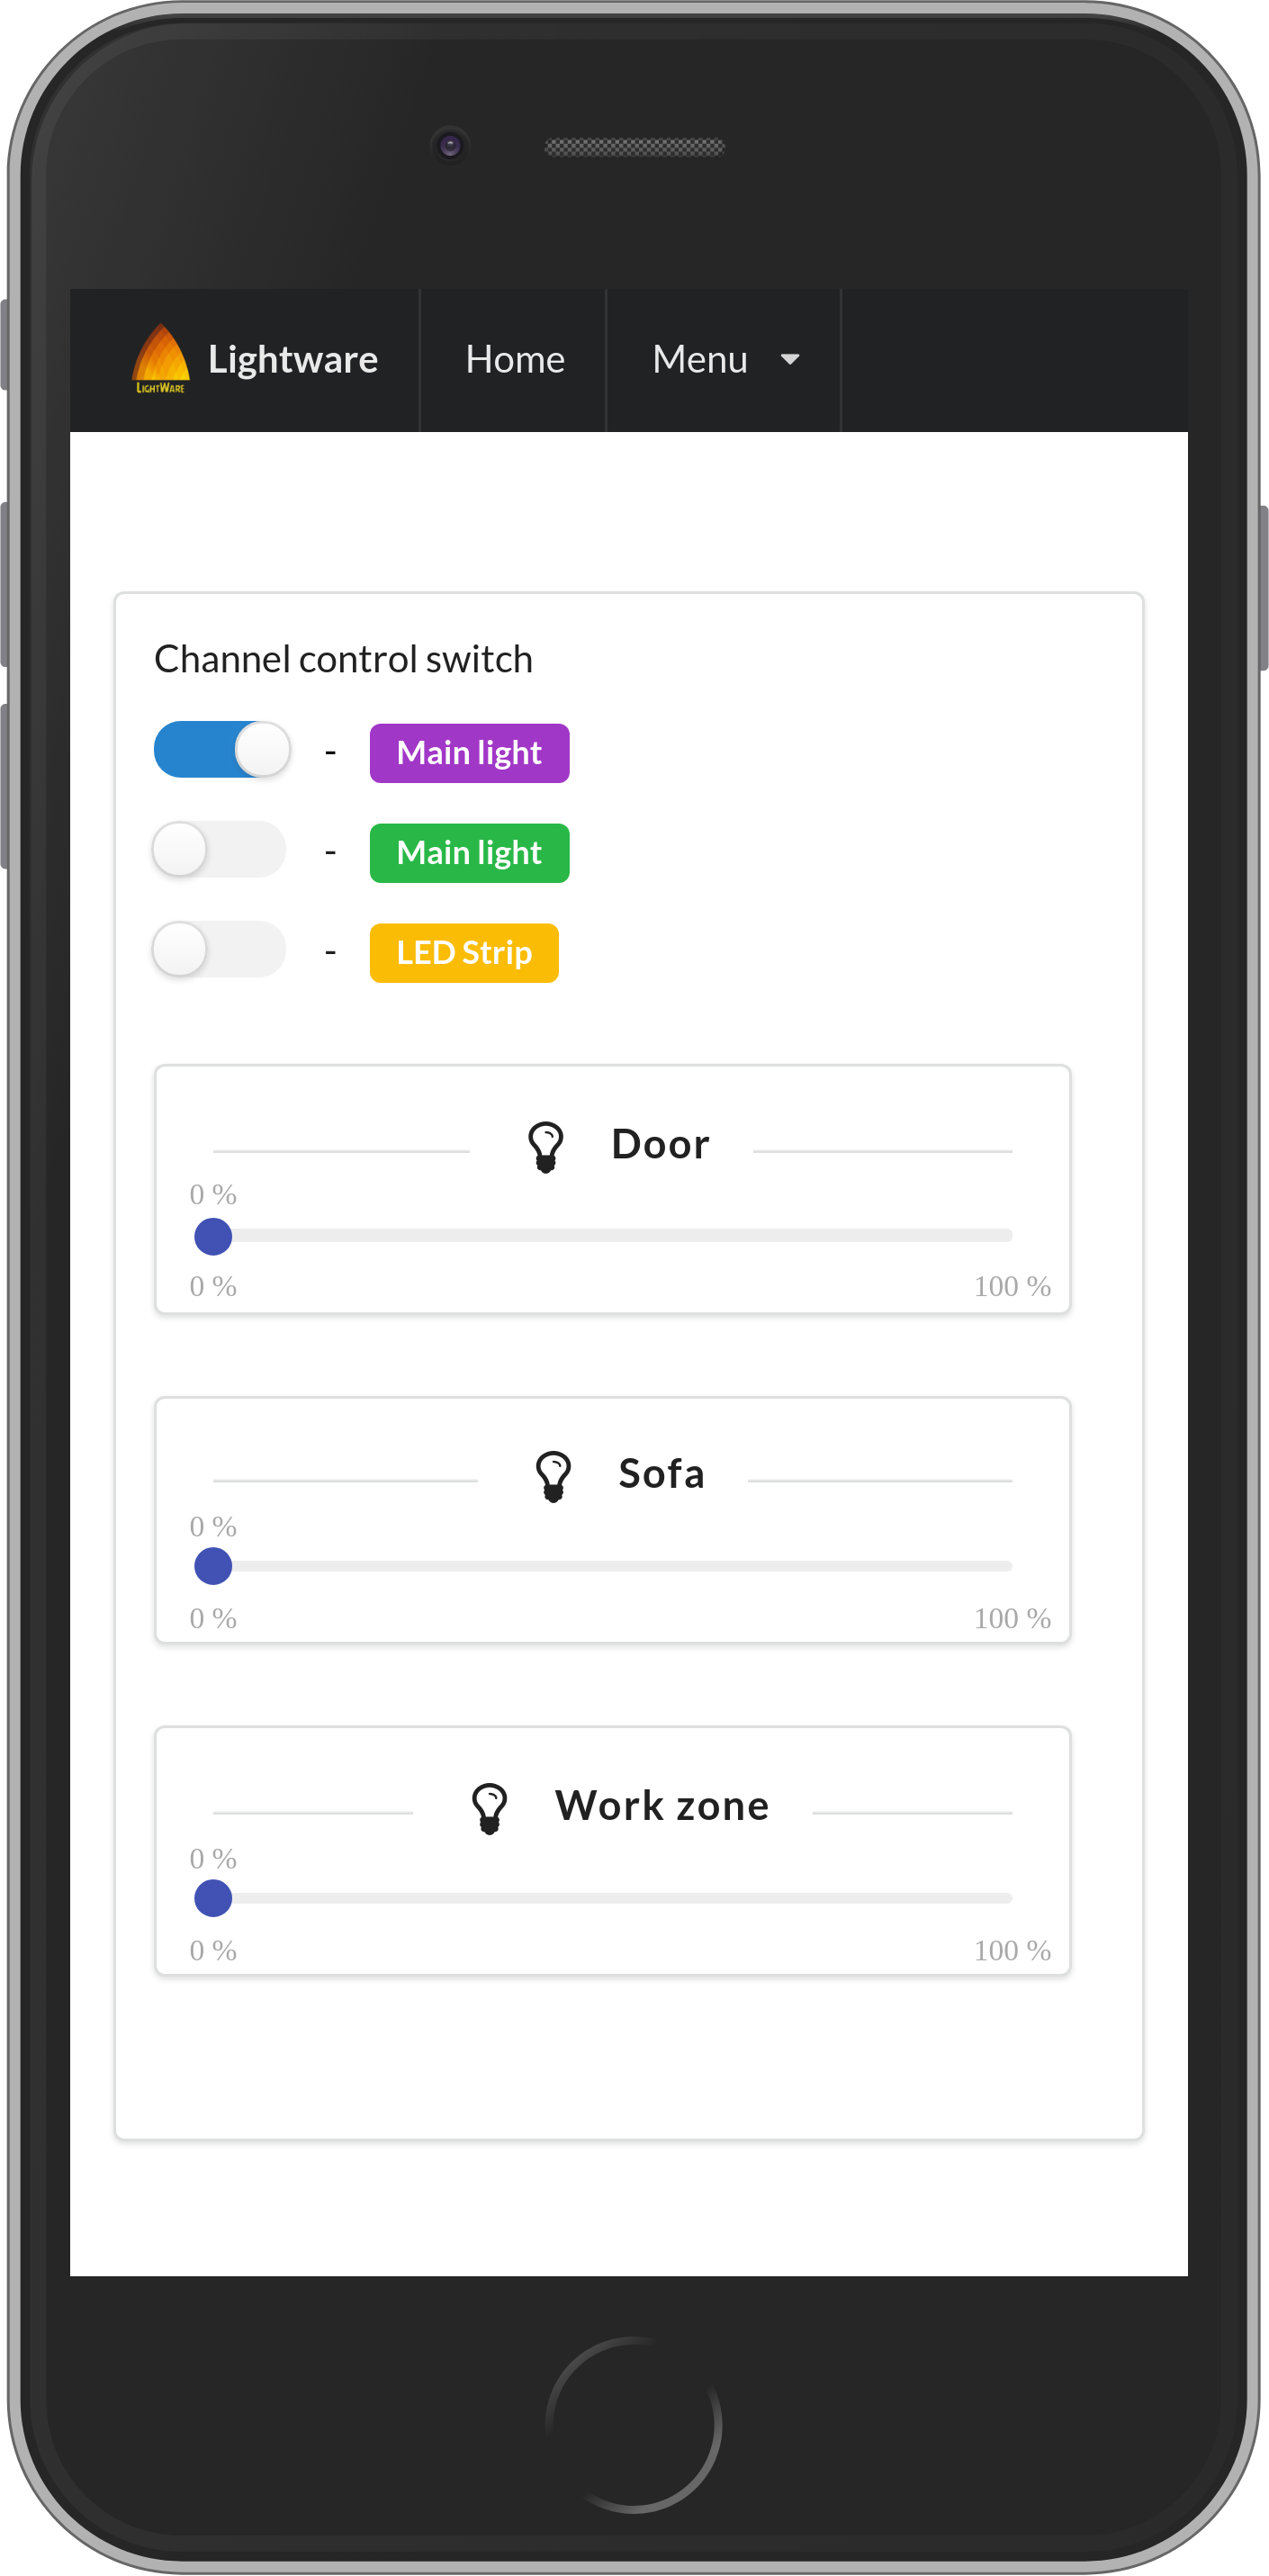 LIGHTWARE
Lightware
Home
Menu
Channel control switch
- Main light
- Main light
- LED Strip
Door
0 %
0 % 100 %
Sofa
0 %
0 % 100 %
Work zone
0 %
0 % 100 %